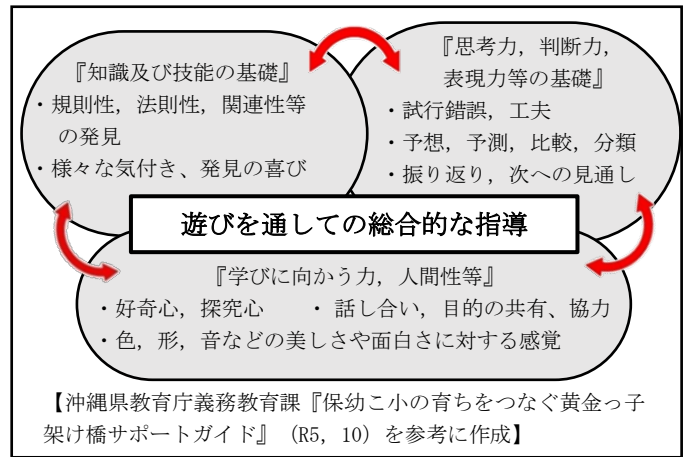 『知識及び技能の基礎』
・規則性，法則性，関連性等
の発見
・様々な気付き、発見の喜び
『思考力，判断力，
表現力等の基礎』
・試行錯誤，工夫
・予想，予測，比較，分類
・振り返り，次への見通し
遊びを通しての総合的な指導
『学びに向かう力，人間性等』
・好奇心，探究心　・話し合い，目的の共有、協力
・色，形，音などの美しさや面白さに対する感覚
【沖縄県教育庁義務教育課『保幼こ小の育ちをつなぐ黄金っ子
架け橋サポートガイド』（R5，10）を参考に作成】